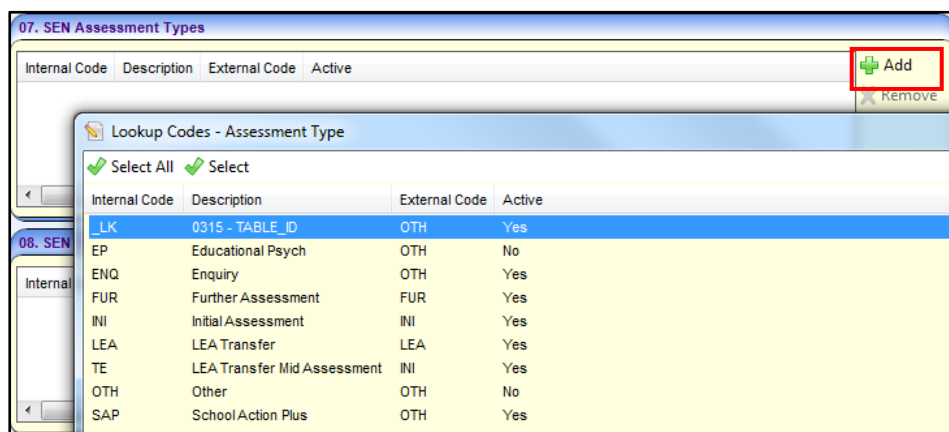 07. SEN Assessment Types
Internal Code Description External Code Active
Add
Remove
Lookup Codes - Assessment Type
Select All Select
Internal Code Description External Code Active
_LK 0315 - TABLE_ID OTH Yes
EP Educational Psych OTH No
ENQ Enquiry OTH Yes
FUR Further Assessment FUR Yes
INI Initial Assessment INI Yes
LEA LEA Transfer LEA Yes
TE LEA Transfer Mid Assessment INI Yes
OTH Other OTH No
SAP School Action Plus OTH Yes
08. SEN
Internal